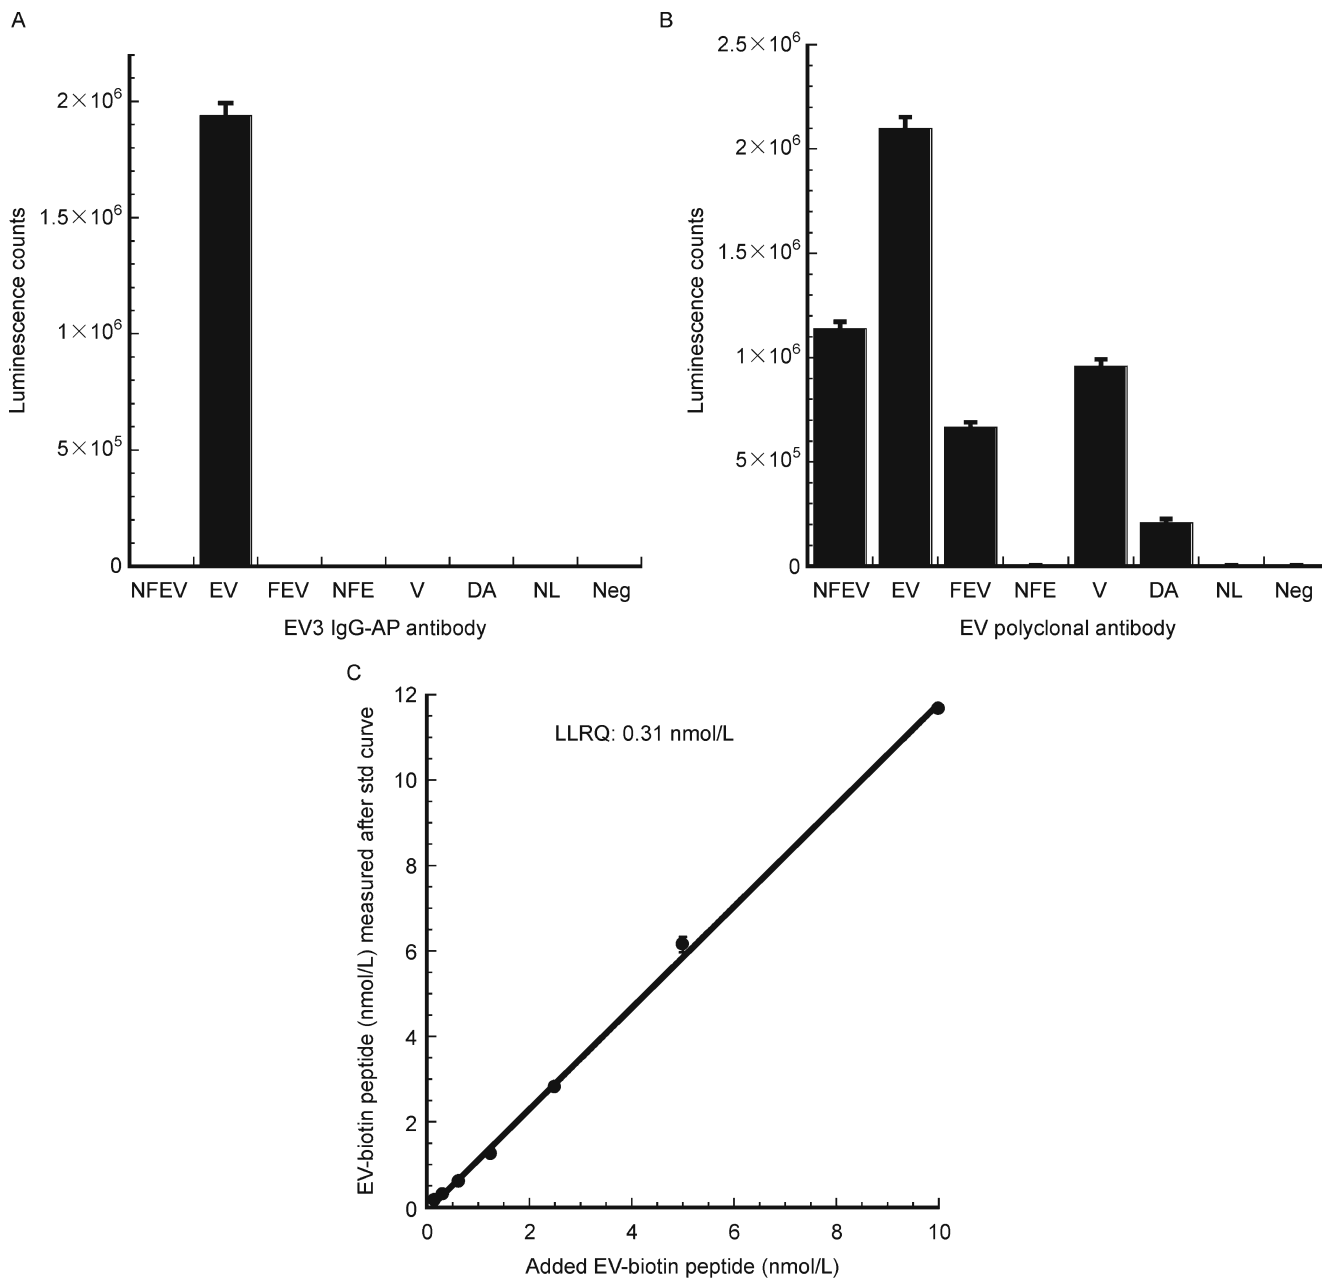 A
2×10⁶
1.5×10⁶
1×10⁶
5×10⁵
0
Luminescence counts
NFEV EV FEV NFE V DA NL Neg
EV3 IgG-AP antibody
B
2.5×10⁶
2×10⁶
1.5×10⁶
1×10⁶
5×10⁵
0
Luminescence counts
NFEV EV FEV NFE V DA NL Neg
EV polyclonal antibody
C
12
10
8
6
4
2
0
EV-biotin peptide (nmol/L) measured after std curve
LLRQ: 0.31 nmol/L
0 2 4 6 8 10
Added EV-biotin peptide (nmol/L)